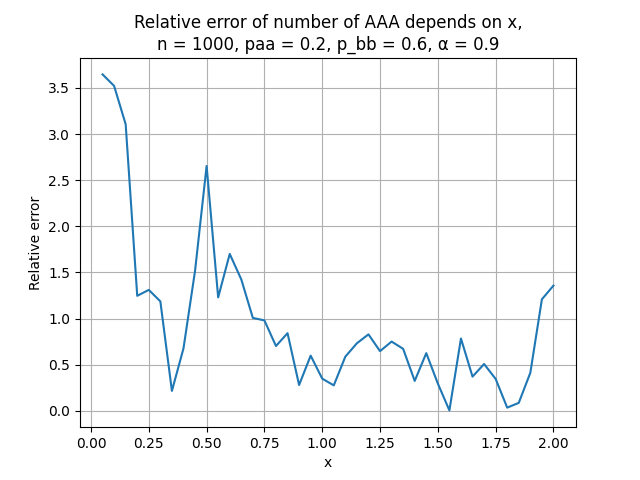 Relative error of number of AAA depends on x,
n = 1000, paa = 0.2, p_bb = 0.6, α = 0.9
Relative error
3.5
3.0
2.5
2.0
1.5
1.0
0.5
0.0
0.00 0.25 0.50 0.75 1.00 1.25 1.50 1.75 2.00
x